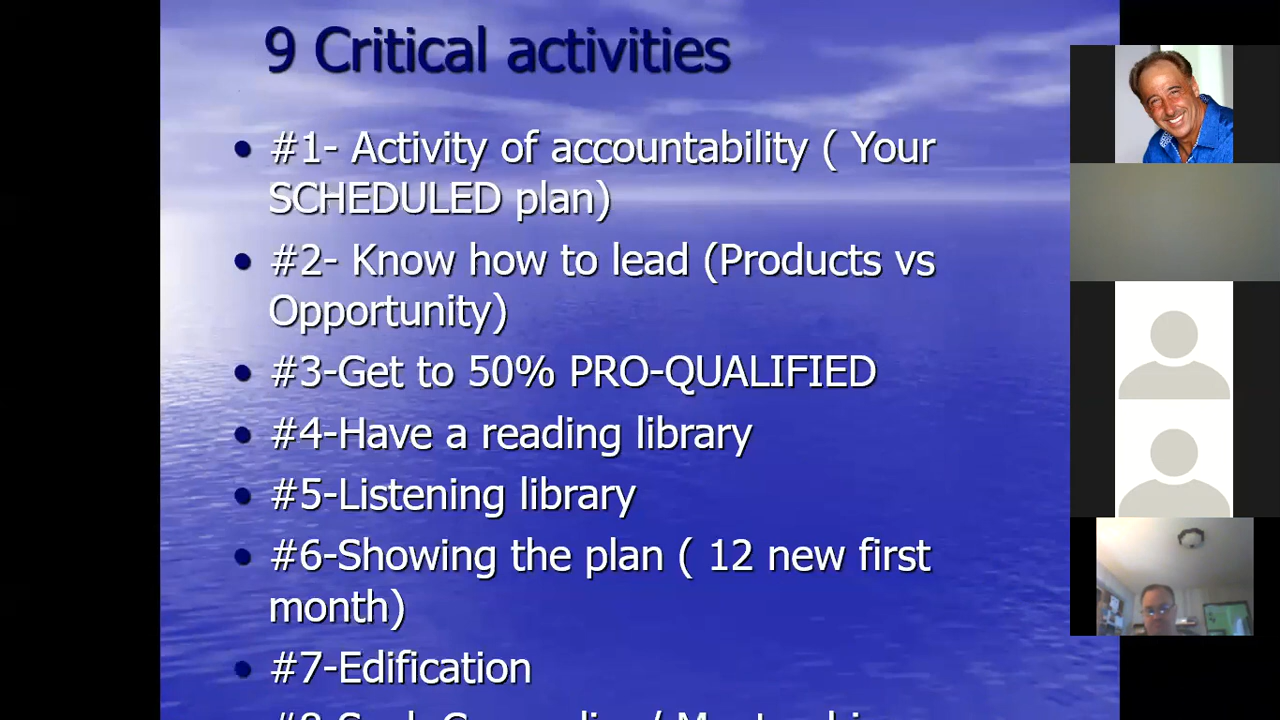 9 Critical activities
#1- Activity of accountability ( Your
SCHEDULED plan)
#2- Know how to lead (Products vs
Opportunity)
#3-Get to 50% PRO-QUALIFIED
#4-Have a reading library
#5-Listening library
#6-Showing the plan ( 12 new first
month)
#7-Edification